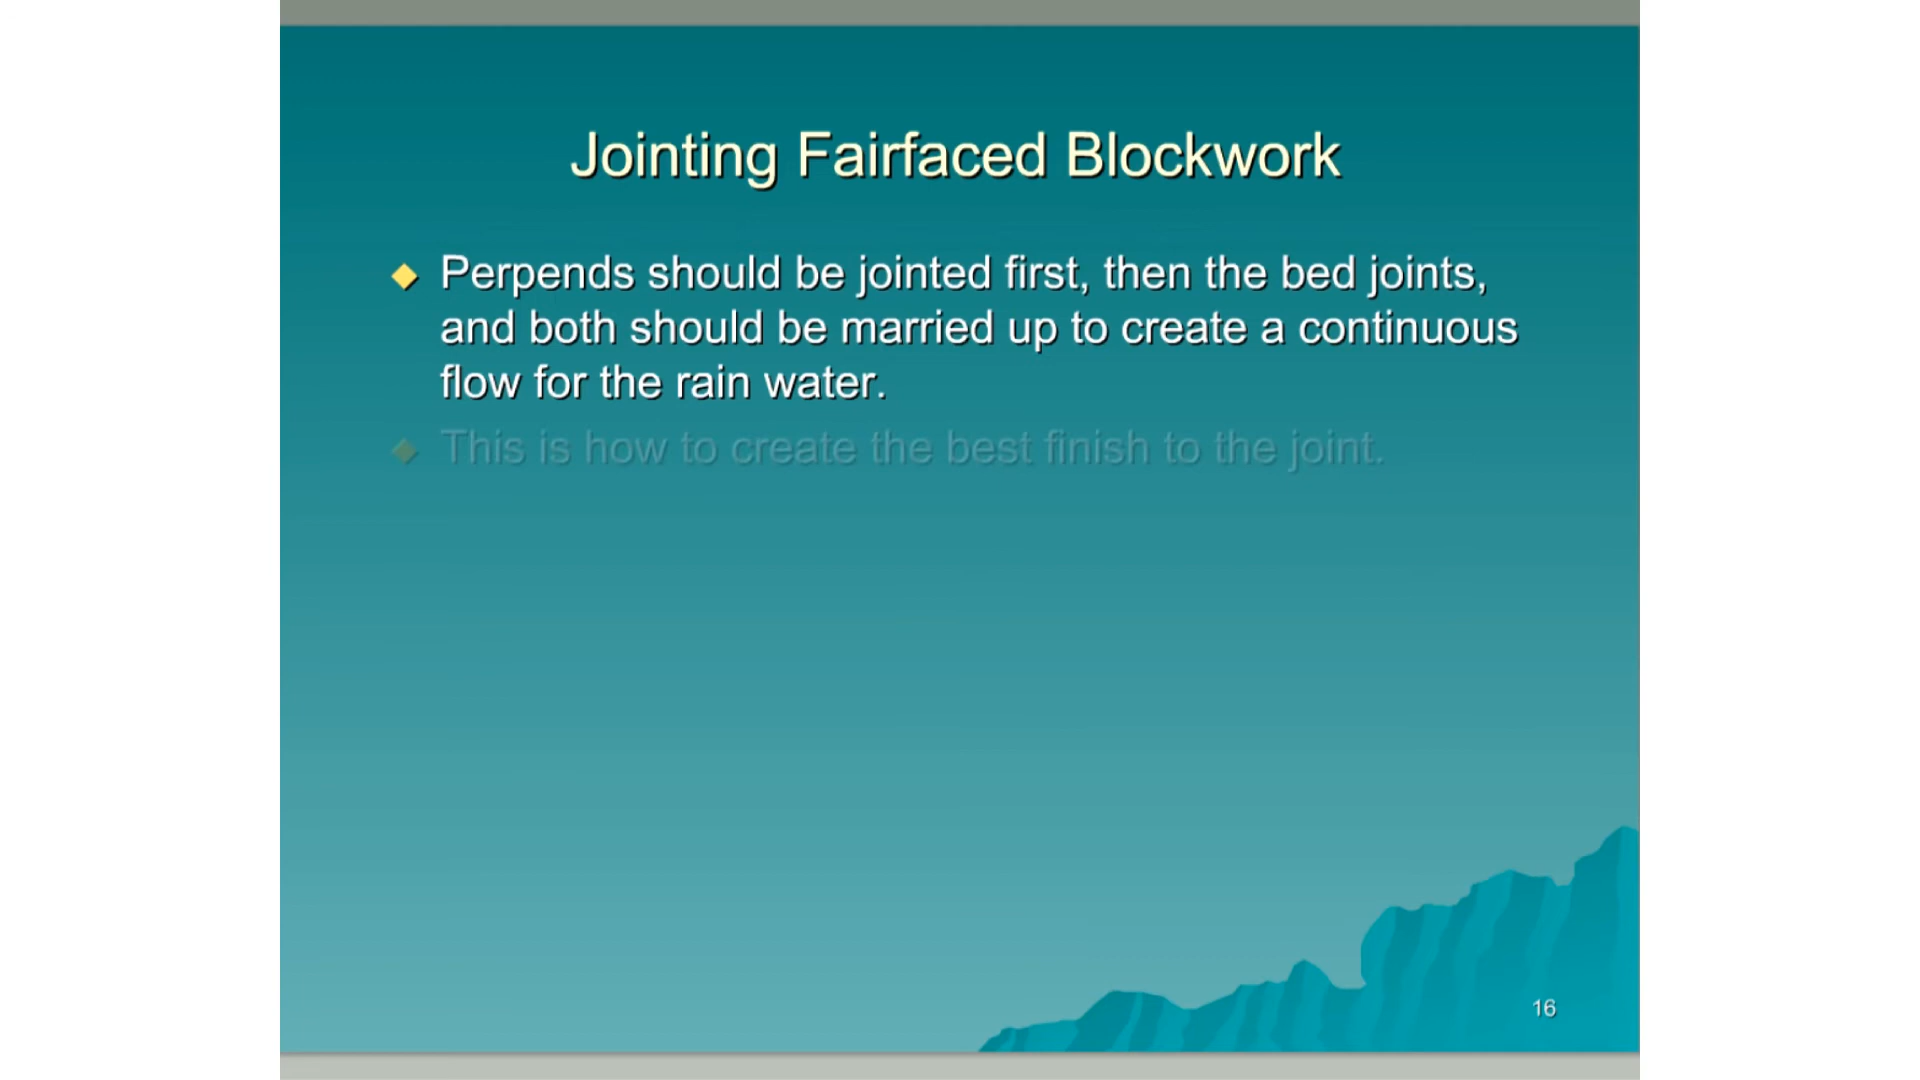 Jointing Fairfaced Blockwork
Perpends should be jointed first, then the bed joints,
and both should be married up to create a continuous
flow for the rain water.
This is how to create the best finish to the joint.
16